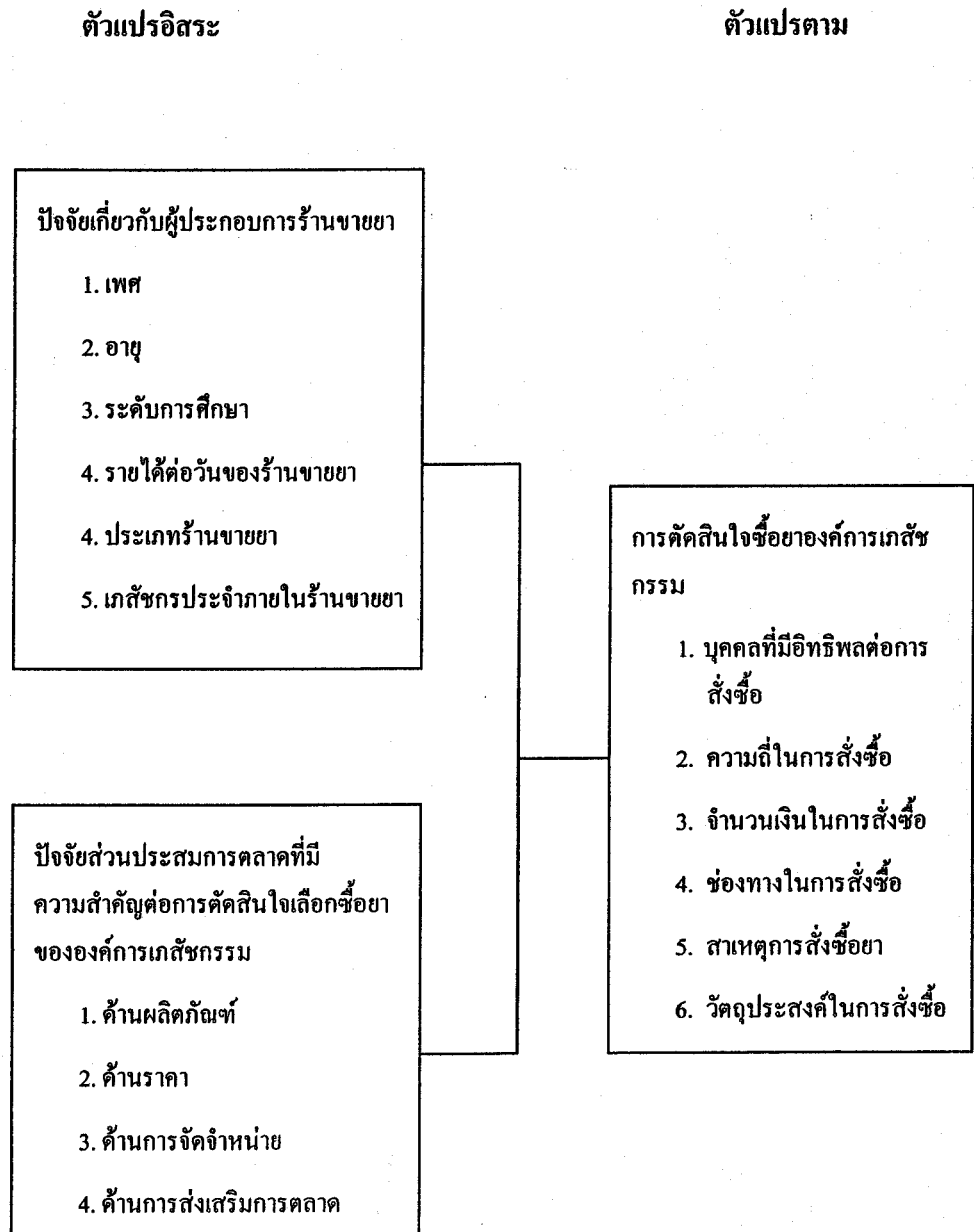 ตัวแปรอิสระ
ตัวแปรตาม
ปัจจัยเกี่ยวกับผู้ประกอบการร้านขายยา
1. เพศ
2. อายุ
3. ระดับการศึกษา
4. รายได้ต่อวันของร้านขายยา
4. ประเภทร้านขายยา
5. เภสัชกรประจำภายในร้านขายยา
ปัจจัยส่วนประสมการตลาดที่มี
ความสำคัญต่อการตัดสินใจเลือกซื้อยา
ขององค์การเภสัชกรรม
1. ด้านผลิตภัณฑ์
2. ด้านราคา
3. ด้านการจัดจำหน่าย
4. ด้านการส่งเสริมการตลาด
การตัดสินใจซื้อยาองค์การเภสัช
กรรม
1. บุคคลที่มีอิทธิพลต่อการ
สั่งซื้อ
2. ความถี่ในการสั่งซื้อ
3. จำนวนเงินในการสั่งซื้อ
4. ช่องทางในการสั่งซื้อ
5. สาเหตุการสั่งซื้อยา
6. วัตถุประสงค์ในการสั่งซื้อ